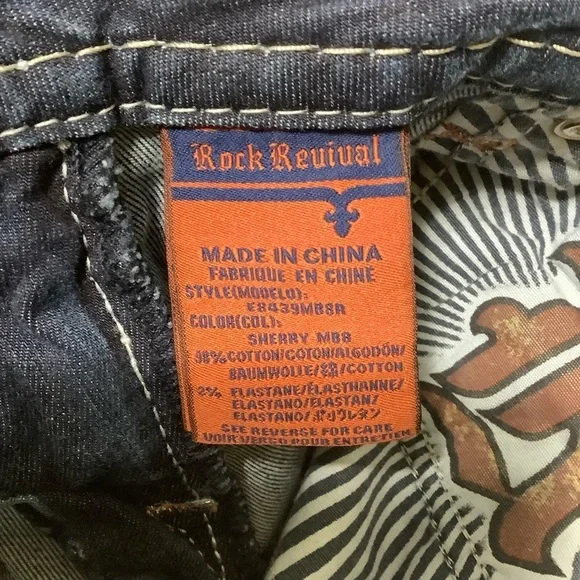 Rock Revival
MADE IN CHINA
FABRIQUE EN CHINE
STYLE(MODELO):
E8439MB8R
COLOR(COL):
SHERRY MB8
98% COTTON/COTON/ALGODÓN/
BAUMWOLLE/綿/COTTON
2% ELASTANE/ÉLASTHANNE/
ELASTANO/ELASTAN/
ELASTANO/ポリウレタン
SEE REVERSE FOR CARE
VOIR VERGO POUR ENTRETIEN